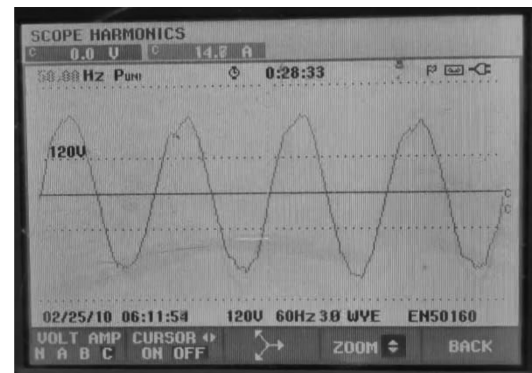 SCOPE HARMONICS
C 0.0 V C 14.7 A
50.00 Hz PUNI 0:28:33
120V
C
C
02/25/10 06:11:54 120V 60Hz 3Ø WYE EN50160
VOLT AMP CURSOR ZOOM BACK
N A B C ON OFF